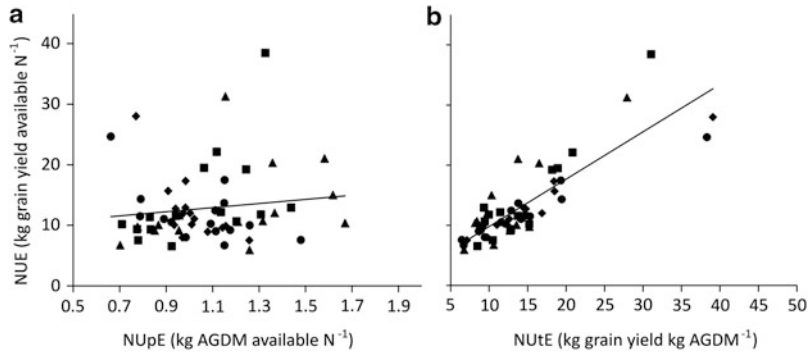 a
b
NUE (kg grain yield available N⁻¹)
40
30
20
10
0
0.5 0.7 0.9 1.1 1.3 1.5 1.7 1.9
NUpE (kg AGDM available N⁻¹)
5 10 15 20 25 30 35 40 45 50
NUtE (kg grain yield kg AGDM⁻¹)